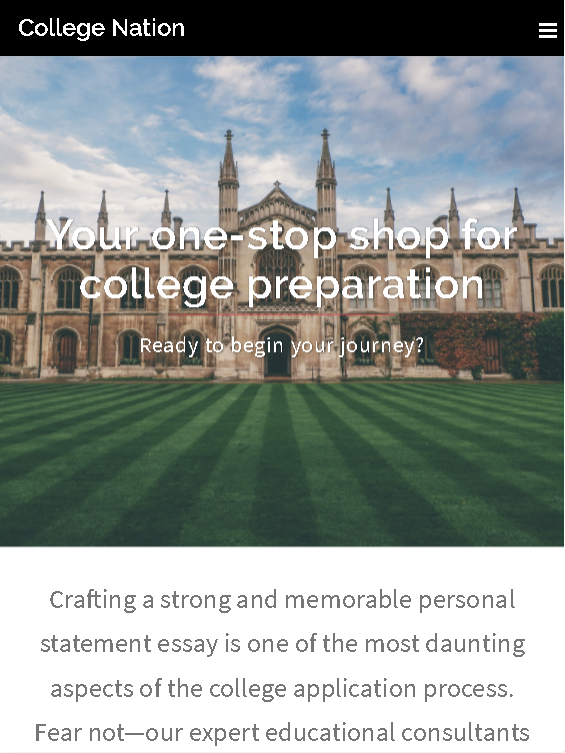 College Nation
Your one-stop shop for
college preparation
Ready to begin your journey?
Crafting a strong and memorable personal
statement essay is one of the most daunting
aspects of the college application process.
Fear not—our expert educational consultants